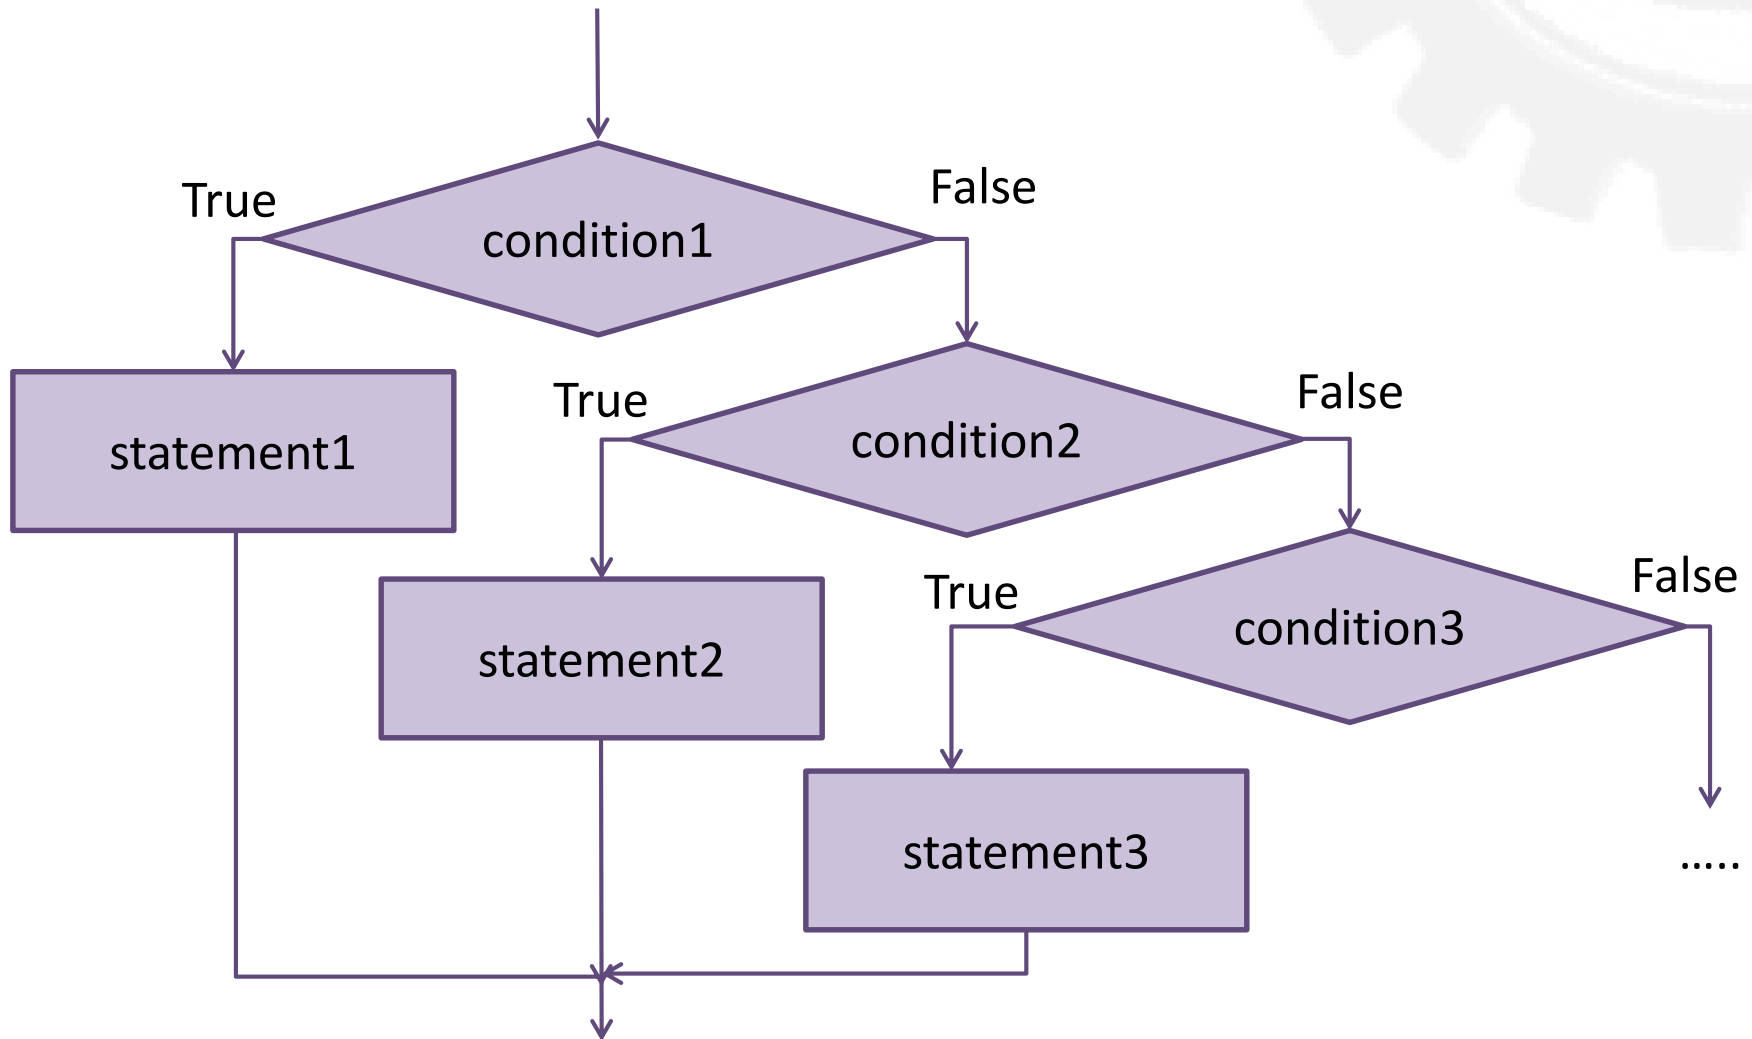 True
False
condition1
True
False
statement1
condition2
True
False
statement2
condition3
statement3
.....